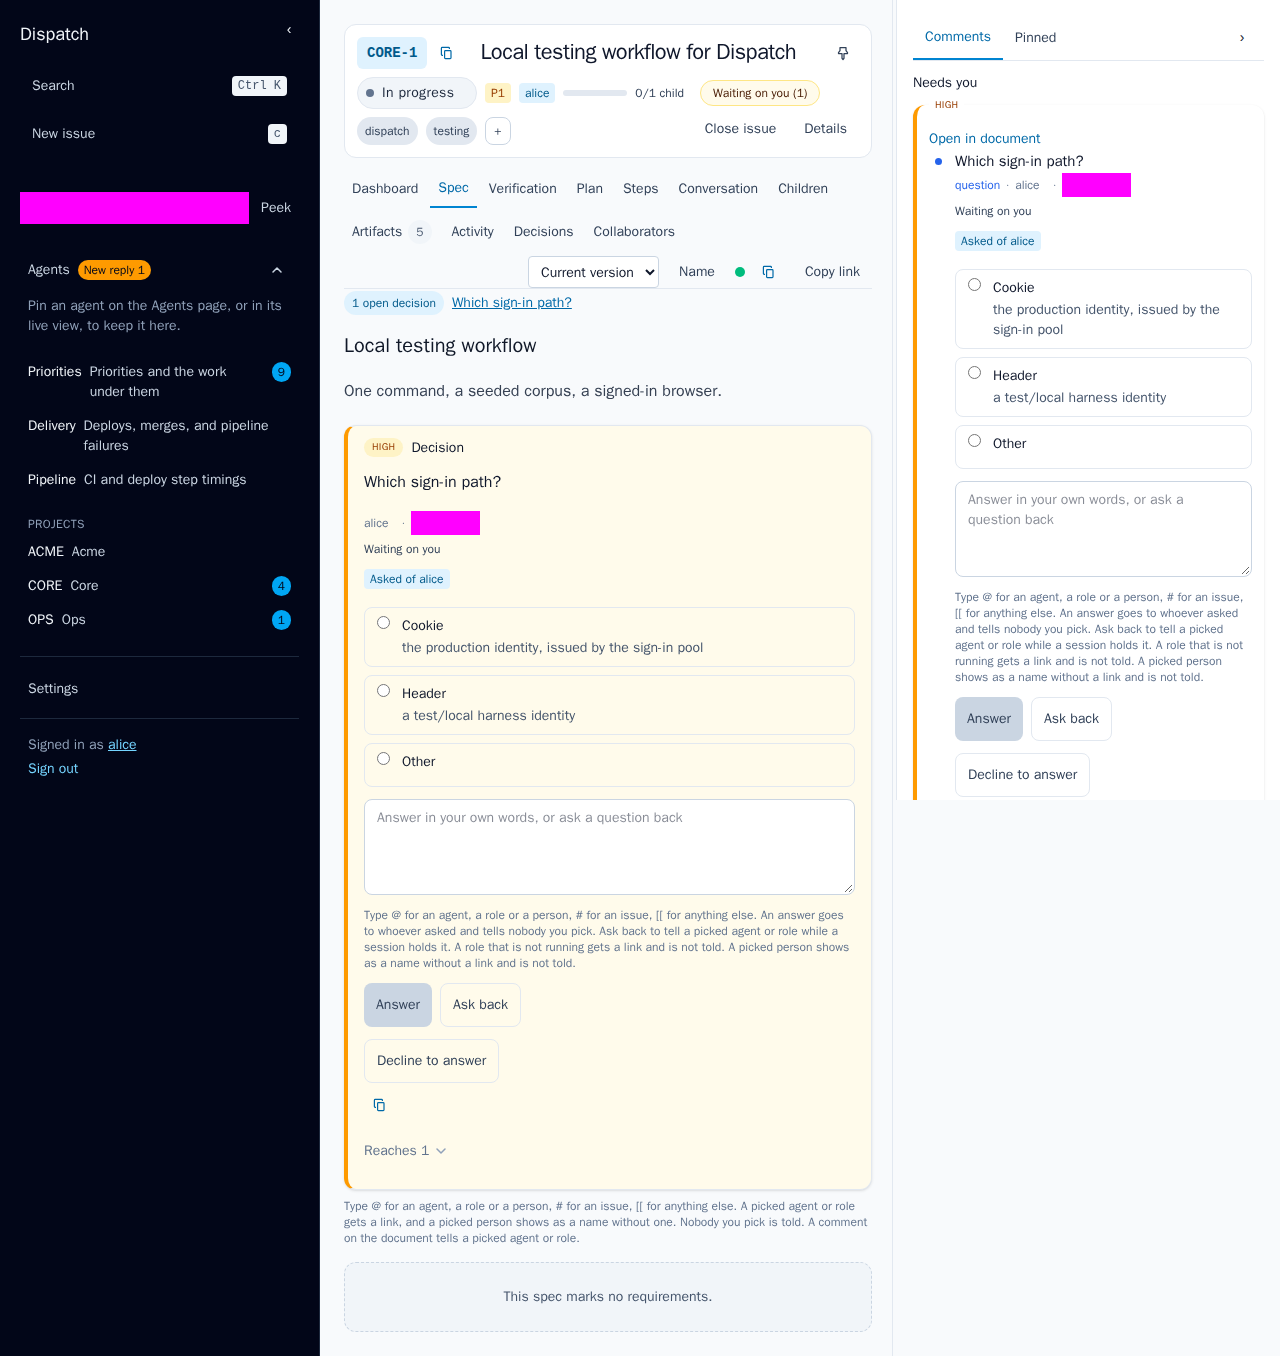 Dispatch
‹
Search
Ctrl K
New issue
C
Peek
Agents
New reply 1
Pin an agent on the Agents page, or in its
live view, to keep it here.
Priorities
Priorities and the work
under them
9
Delivery
Deploys, merges, and pipeline
failures
Pipeline
CI and deploy step timings
PROJECTS
ACME Acme
CORE Core
4
OPS Ops
1
Settings
Signed in as alice
Sign out
CORE-1
Local testing workflow for Dispatch
In progress
P1
alice
0/1 child
Waiting on you (1)
dispatch
testing
+
Close issue
Details
Dashboard
Spec
Verification
Plan
Steps
Conversation
Children
Artifacts 5
Activity
Decisions
Collaborators
Current version
Name
Copy link
1 open decision
Which sign-in path?
Local testing workflow
One command, a seeded corpus, a signed-in browser.
HIGH
Decision
Which sign-in path?
alice ·
Waiting on you
Asked of alice
Cookie
the production identity, issued by the sign-in pool
Header
a test/local harness identity
Other
Answer in your own words, or ask a question back
Type @ for an agent, a role or a person, # for an issue, [[ for anything else. An answer goes
to whoever asked and tells nobody you pick. Ask back to tell a picked agent or role while a
session holds it. A role that is not running gets a link and is not told. A picked person shows
as a name without a link and is not told.
Answer
Ask back
Decline to answer
Reaches 1
Type @ for an agent, a role or a person, # for an issue, [[ for anything else. A picked agent or role
gets a link, and a picked person shows as a name without one. Nobody you pick is told. A comment
on the document tells a picked agent or role.
This spec marks no requirements.
Comments
Pinned
›
Needs you
HIGH
Open in document
Which sign-in path?
question · alice ·
Waiting on you
Asked of alice
Cookie
the production identity, issued by the
sign-in pool
Header
a test/local harness identity
Other
Answer in your own words, or ask a
question back
Type @ for an agent, a role or a person, # for an issue,
[[ for anything else. An answer goes to whoever asked
and tells nobody you pick. Ask back to tell a picked
agent or role while a session holds it. A role that is not
running gets a link and is not told. A picked person
shows as a name without a link and is not told.
Answer
Ask back
Decline to answer